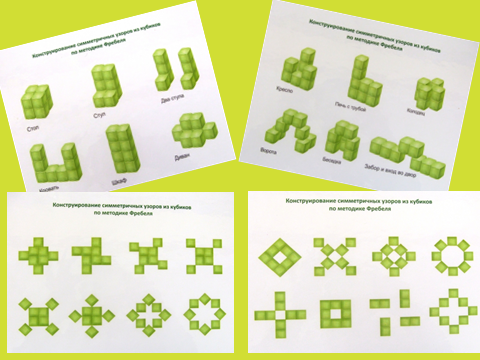 Конструирование симметричных узоров из кубиков
по методике Фребеля
Стол
Стул
Два стула
Кровать
Шкаф
Диван
Конструирование симметричных узоров из кубиков
по методике Фребеля
Кресло
Печь с трубой
Колодец
Ворота
Беседка
Забор и вход во двор
Конструирование симметричных узоров из кубиков
по методике Фребеля
Конструирование симметричных узоров из кубиков
по методике Фребеля